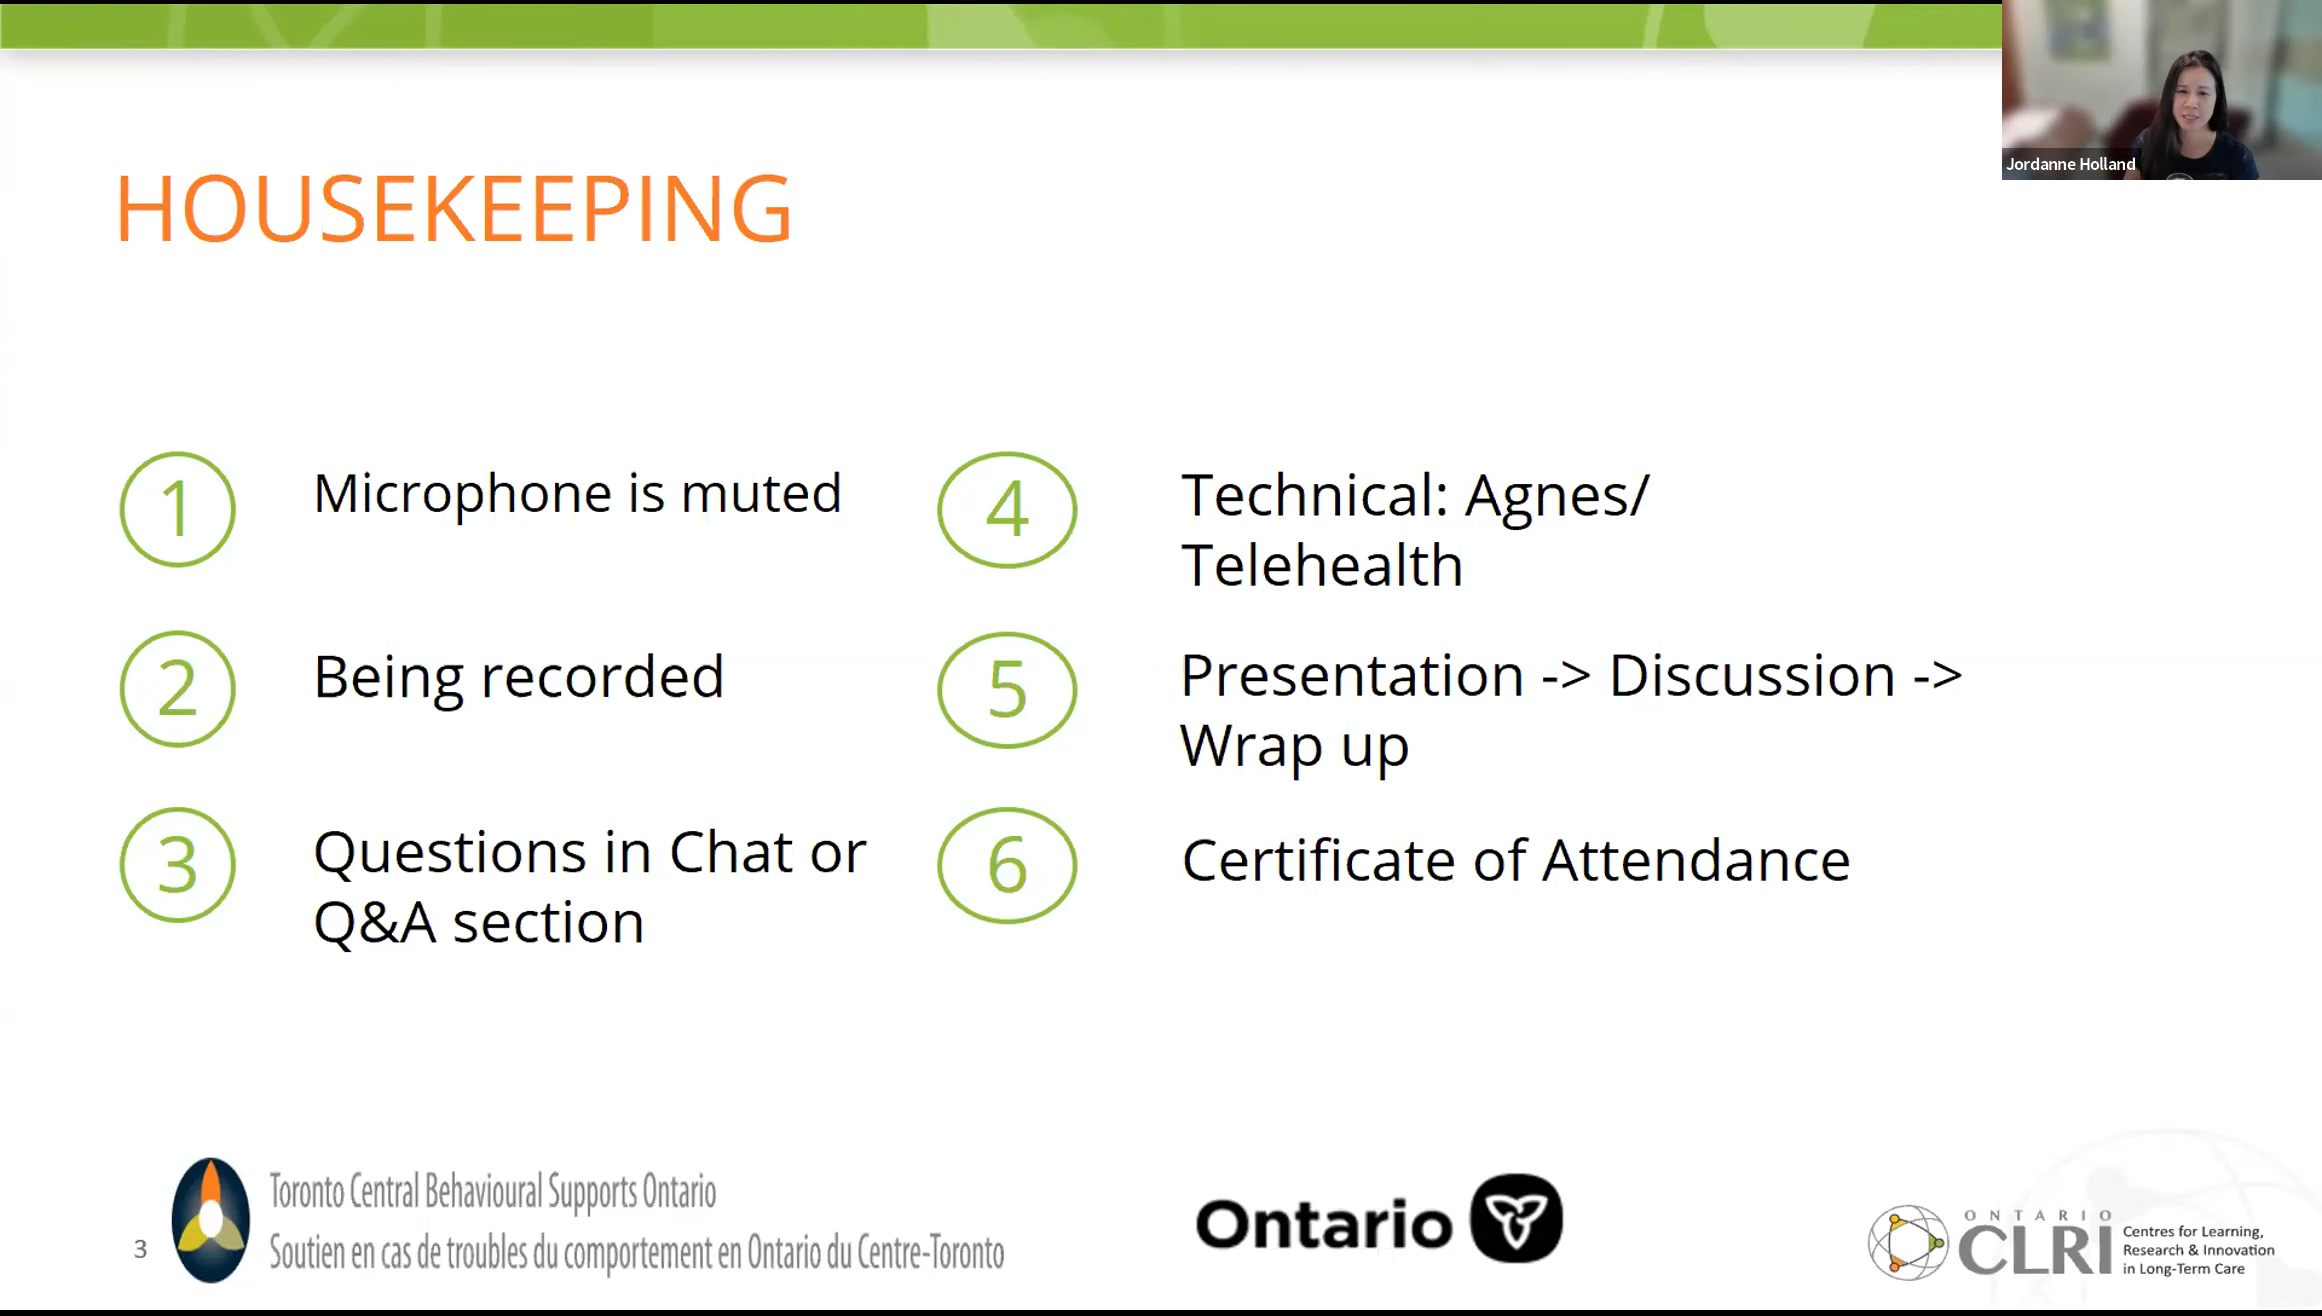 Jordanne Holland
HOUSEKEEPING
1
Microphone is muted
2
Being recorded
3
Questions in Chat or
Q&A section
4
Technical: Agnes/
Telehealth
5
Presentation -> Discussion ->
Wrap up
6
Certificate of Attendance
3
Toronto Central Behavioural Supports Ontario
Soutien en cas de troubles du comportement en Ontario du Centre-Toronto
Ontario
ONTARIO
CLRI
Centres for Learning,
Research & Innovation
in Long-Term Care